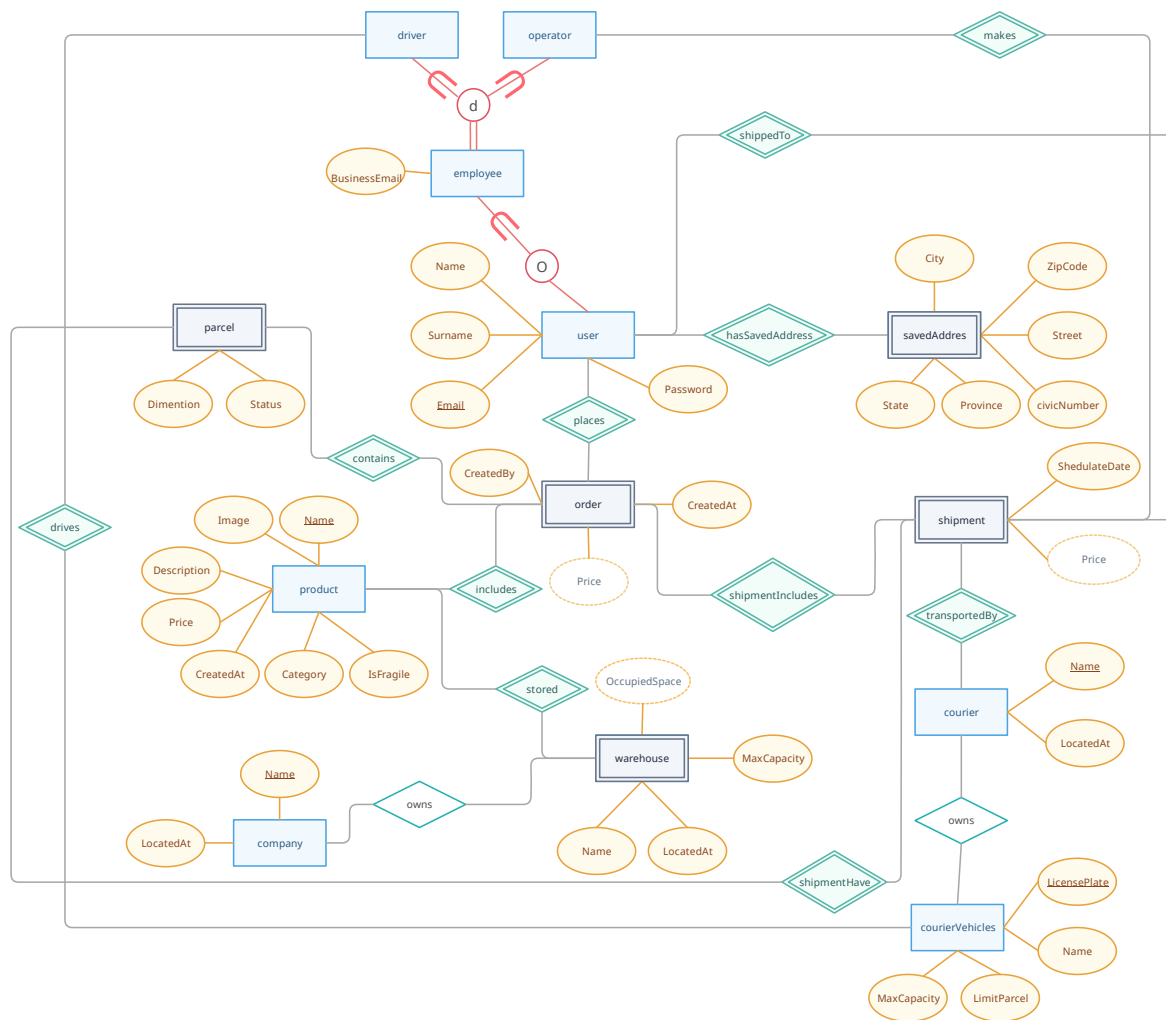 driver
operator
makes
d
shippedTo
employee
BusinessEmail
Name
O
City
ZipCode
parcel
Surname
user
hasSavedAddress
savedAddres
Street
Dimention
Status
Email
Password
State
Province
civicNumber
places
contains
CreatedBy
ShedulateDate
order
CreatedAt
Image
Name
shipment
drives
Description
Price
product
includes
Price
shipmentIncludes
Price
transportedBy
CreatedAt
Category
IsFragile
stored
OccupiedSpace
Name
courier
LocatedAt
Name
warehouse
MaxCapacity
owns
owns
LocatedAt
company
Name
LocatedAt
shipmentHave
LicensePlate
courierVehicles
Name
MaxCapacity
LimitParcel